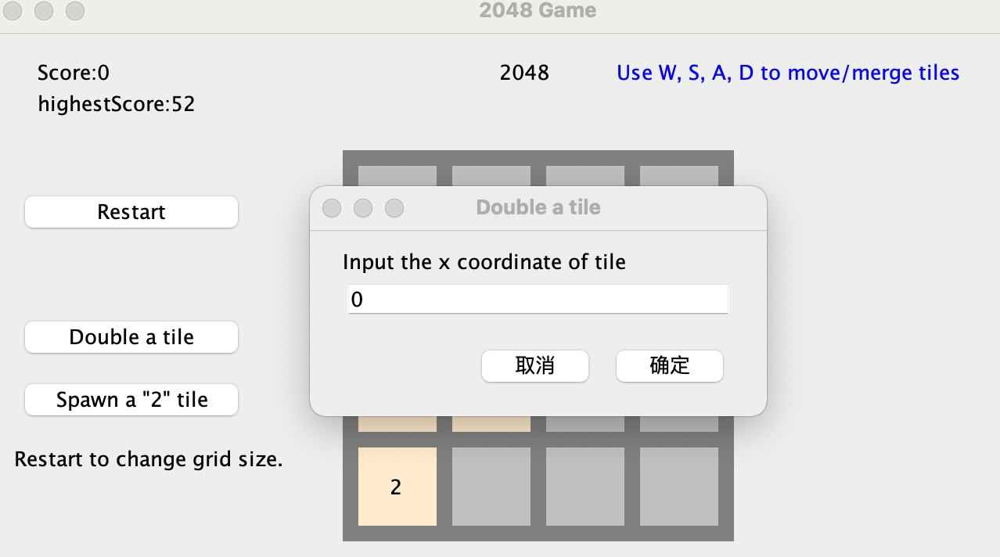 2048 Game
Score:0
2048
Use W, S, A, D to move/merge tiles
highestScore:52
Restart
Double a tile
Input the x coordinate of tile
0
取消
确定
Double a tile
Spawn a "2" tile
Restart to change grid size.
2